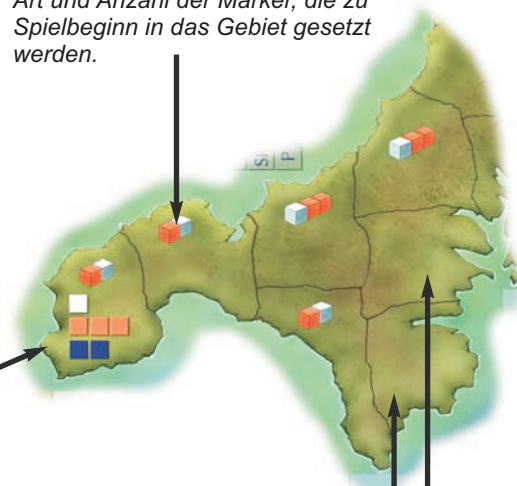 Art und Anzahl der Marker, die zu
Spielbeginn in das Gebiet gesetzt
werden.